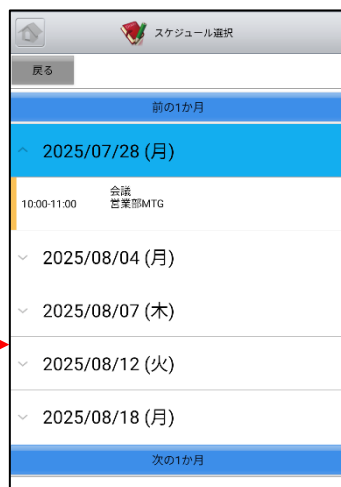 スケジュール選択
戻る
前の1か月
2025/07/28 (月)
10:00-11:00 会議
営業部MTG
2025/08/04 (月)
2025/08/07 (木)
2025/08/12 (火)
2025/08/18 (月)
次の1か月